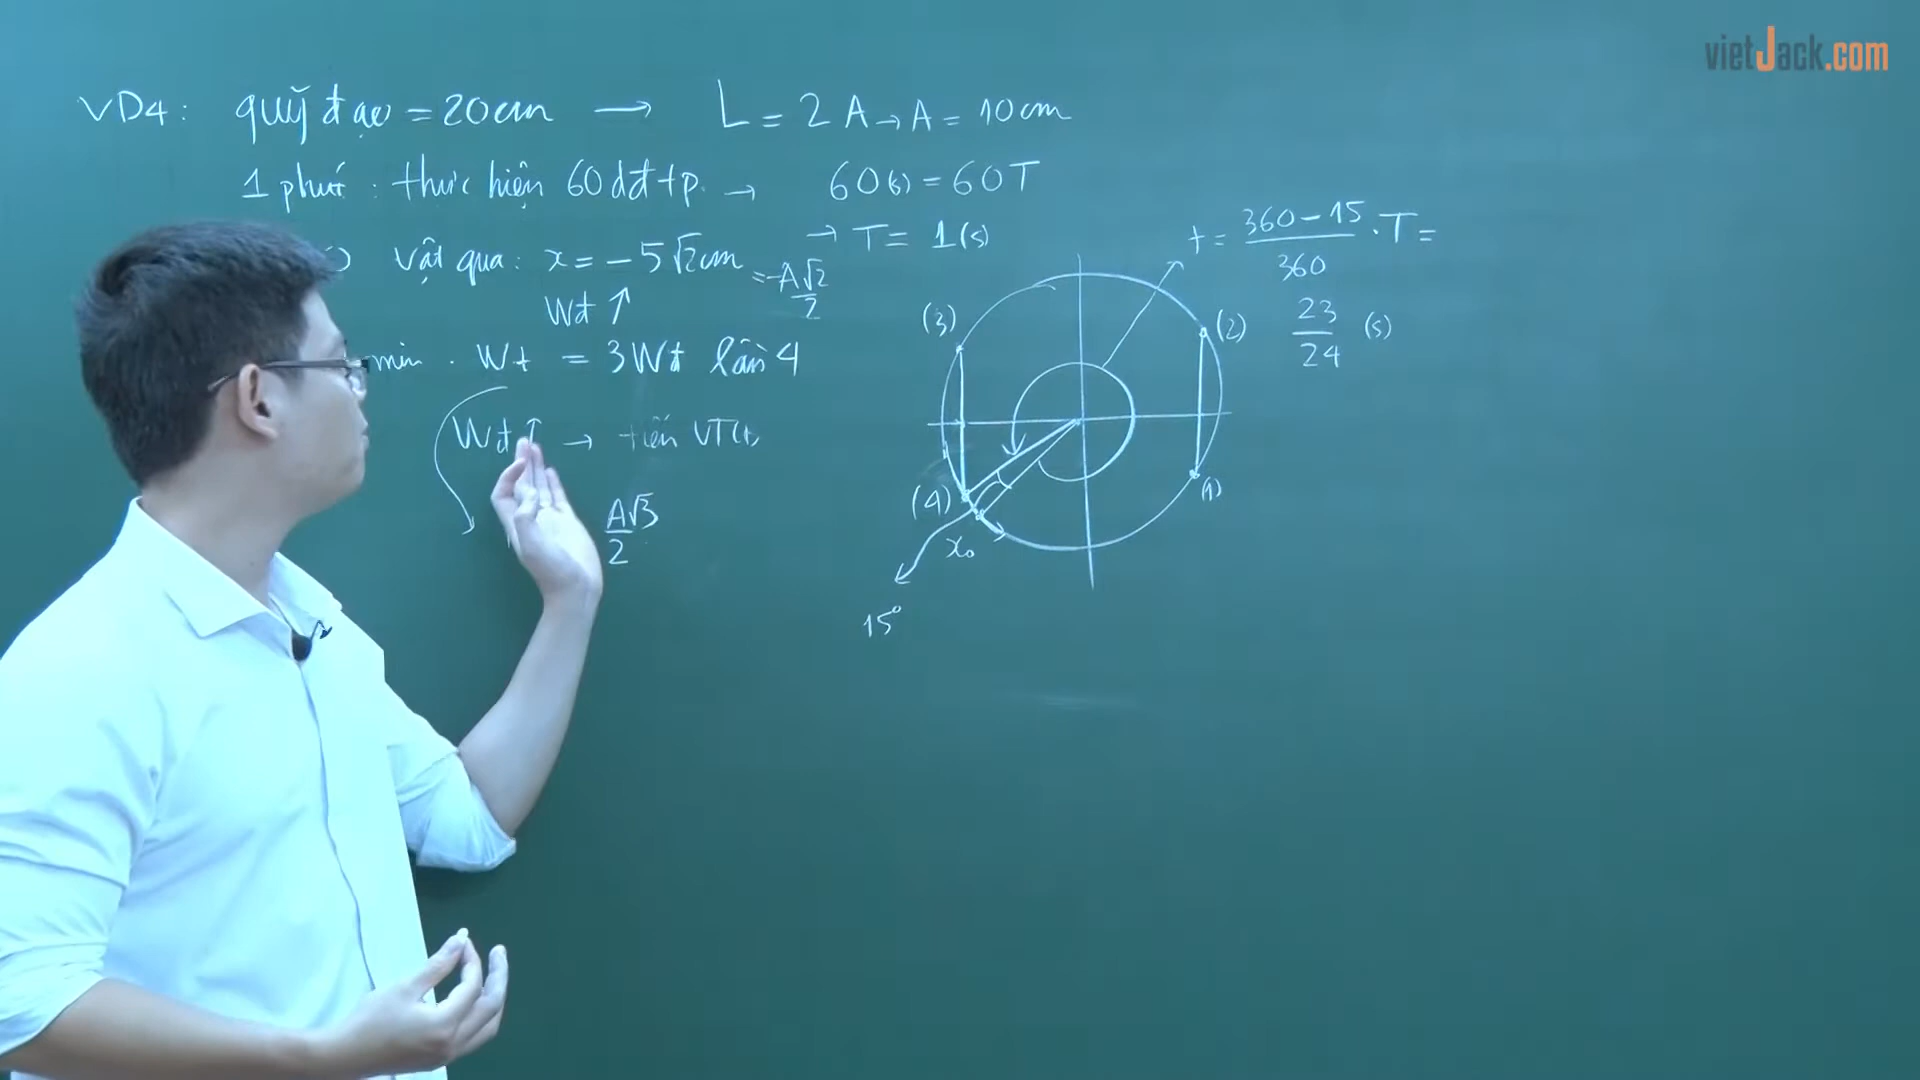 vietJack.com
VD4: quỹ đạo = 20cm → L = 2A → A = 10cm
1 phút: thực hiện 60 dđtp. → 60(s) = 60T
→ T = 1(s)
vật qua: x = -5√2cm = -A√2/2
Wđ ↑
min. Wt = 3Wđ lần 4
Wđ ↑ → tiến VT
A√3/2
t = (360-15)/360 . T =
23/24 (s)
(3)
(2)
(4)
(1)
x₀
15°